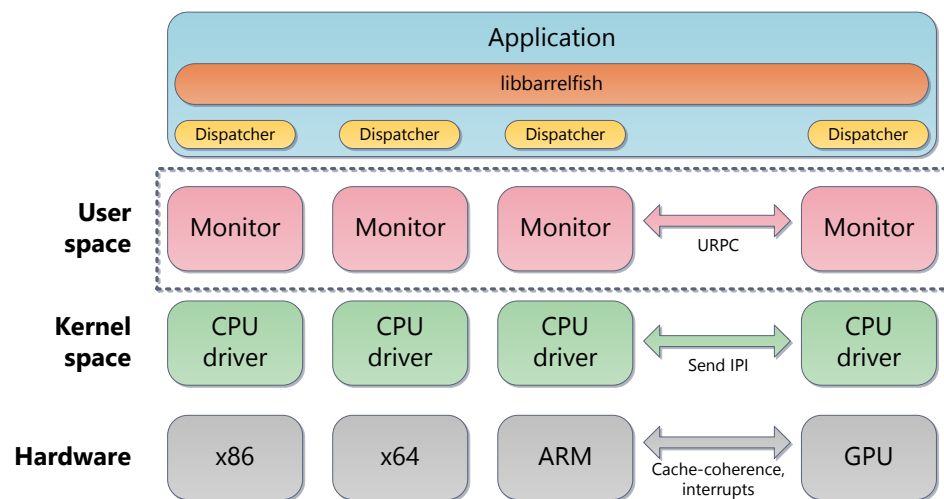 Application
libbarrelfish
Dispatcher Dispatcher Dispatcher Dispatcher
User
space
Monitor Monitor Monitor Monitor
URPC
Kernel
space
CPU
driver
CPU
driver
CPU
driver
CPU
driver
Send IPI
Hardware
x86 x64 ARM GPU
Cache-coherence,
interrupts